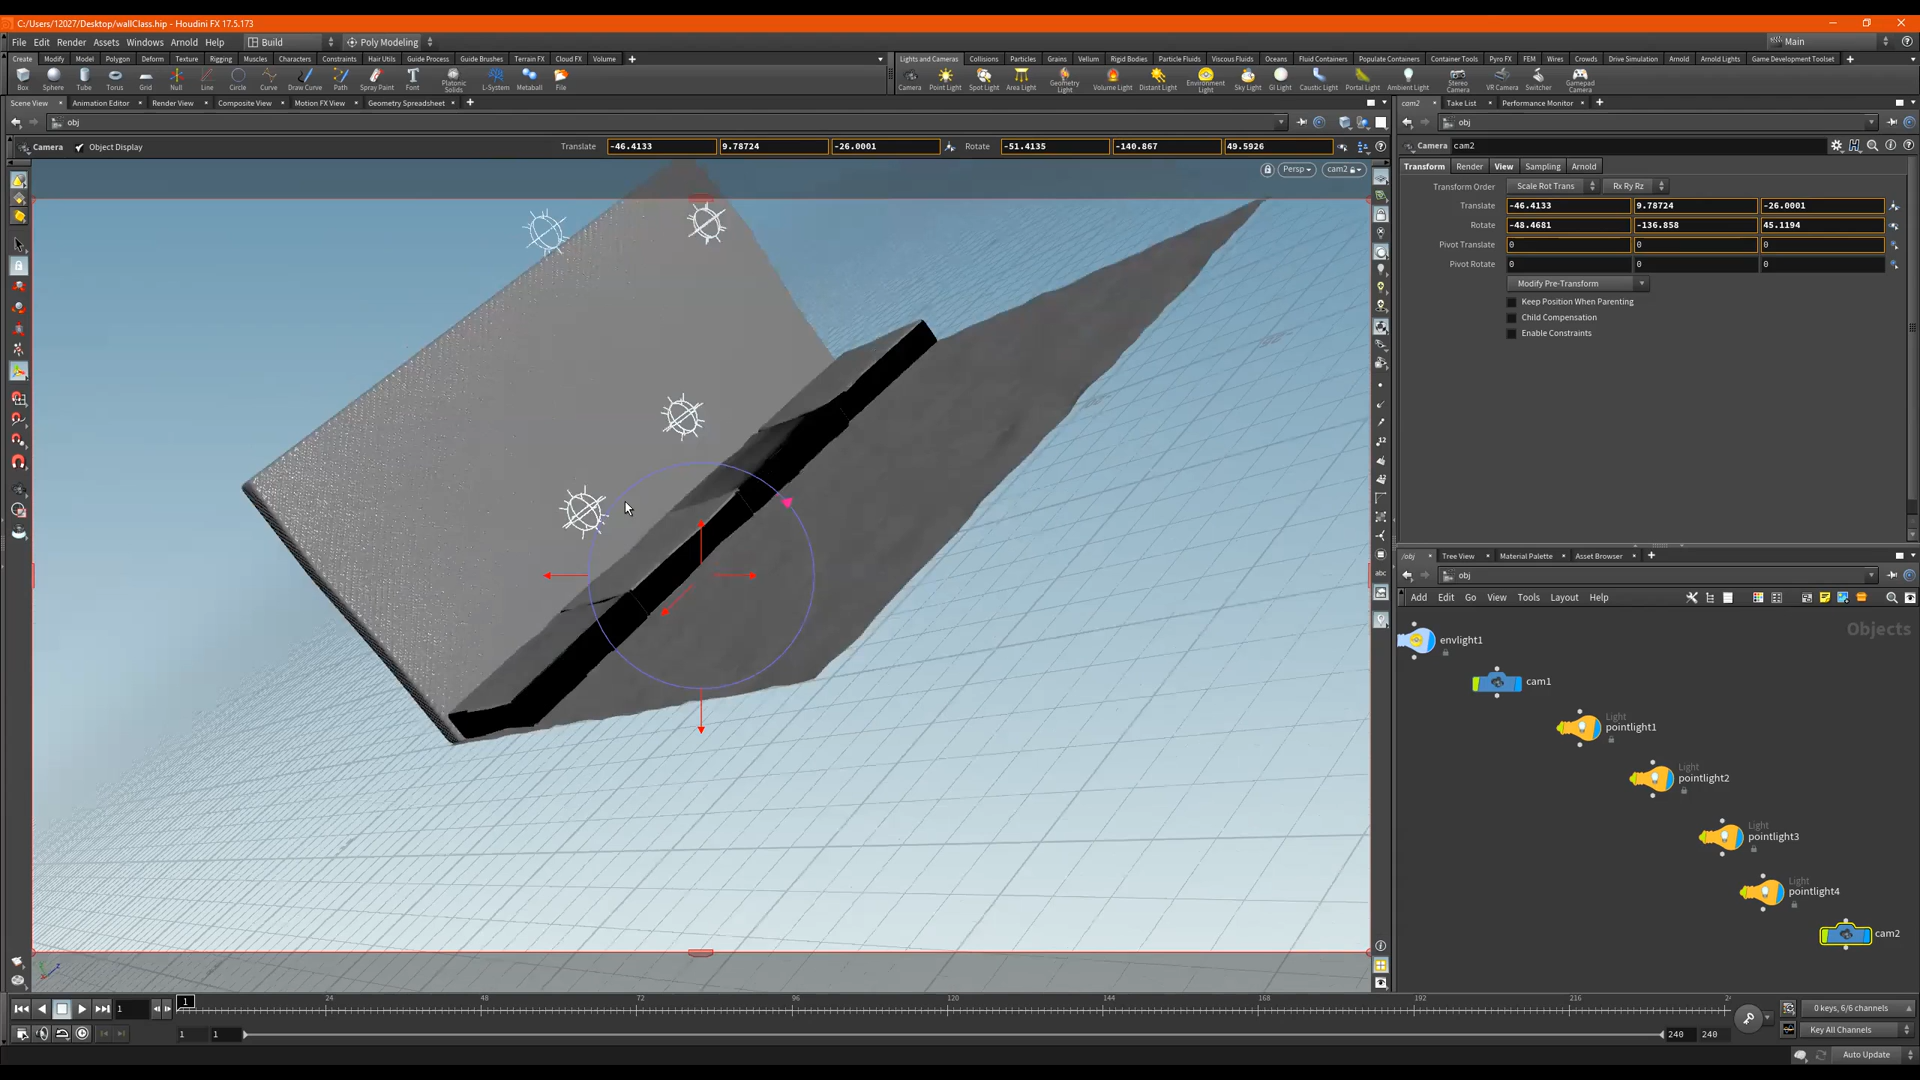 C:/Users/12027/Desktop/wallClass.hip - Houdini FX 17.5.173
File Edit Render Assets Windows Arnold Help Build Poly Modeling Main
Create Modify Model Polygon Deform Texture Rigging Muscles Characters Constraints Hair Utils Guide Process Guide Brushes Terrain FX Cloud FX Volume
Lights and Cameras Collisions Particles Grains Vellum Rigid Bodies Particle Fluids Viscous Fluids Oceans Fluid Containers Populate Containers Container Tools Pyro FX FEM Wires Crowds Drive Simulation Arnold Arnold Lights Game Development Toolset
Box Sphere Tube Torus Grid Null Line Circle Curve Draw Curve Path Spray Paint Font Platonic Solids L-System Metaball File
Camera Point Light Spot Light Area Light Geometry Light Volume Light Distant Light Environment Light Sky Light GI Light Caustic Light Portal Light Ambient Light Stereo Camera VR Camera Switcher Gamepad Camera
Scene View Animation Editor Render View Composite View Motion FX View Geometry Spreadsheet
cam2 Take List Performance Monitor
obj
obj
Camera Object Display Translate -46.4133 9.78724 -26.0001 Rotate -51.4135 -140.867 49.5926
Camera cam2
Persp cam2
Transform Render View Sampling Arnold
Transform Order Scale Rot Trans Rx Ry Rz
Translate -46.4133 9.78724 -26.0001
Rotate -48.4681 -136.858 45.1194
Pivot Translate 0 0 0
Pivot Rotate 0 0 0
Modify Pre-Transform
Keep Position When Parenting
Child Compensation
Enable Constraints
/obj Tree View Material Palette Asset Browser
obj
Add Edit Go View Tools Layout Help
Objects
envlight1
cam1
Light
pointlight1
Light
pointlight2
Light
pointlight3
Light
pointlight4
cam2
1 1 24 48 72 96 120 144 168 192 216
0 keys, 6/6 channels
1 1 240 240
Key All Channels
Auto Update